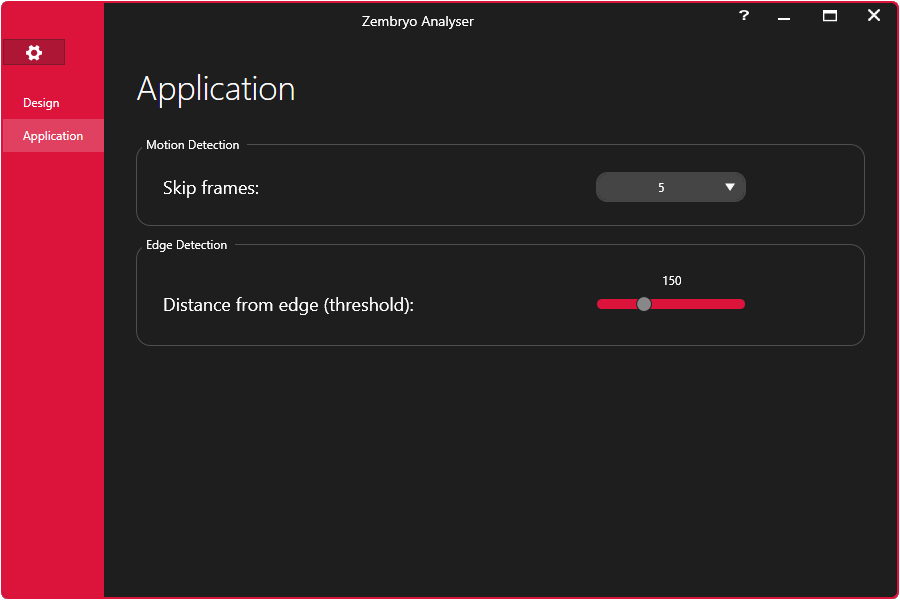 Zembryo Analyser
?
Design
Application
Application
Motion Detection
Skip frames:
5
Edge Detection
150
Distance from edge (threshold):